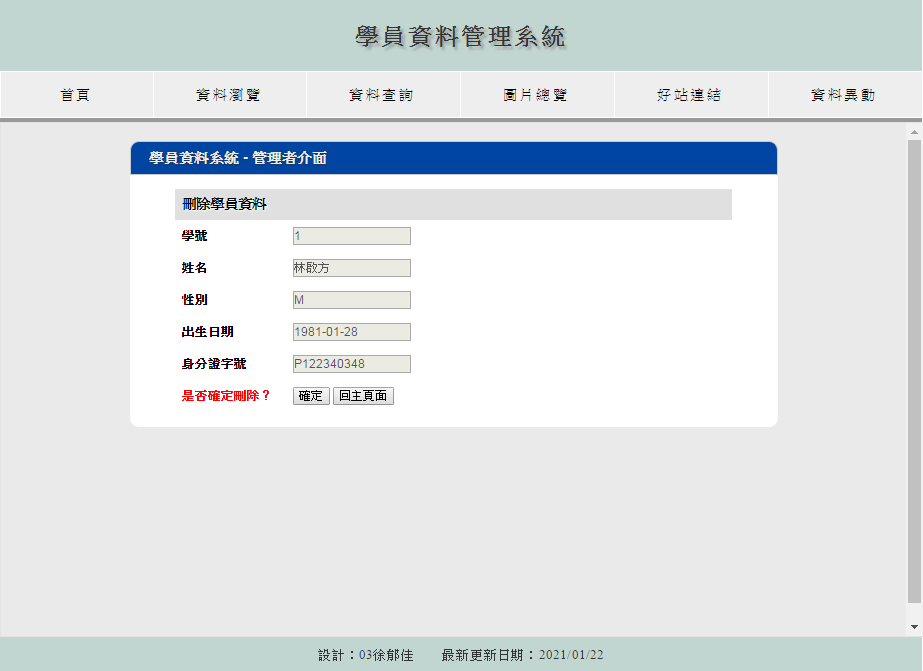 學員資料管理系統
首頁 資料瀏覽 資料查詢 圖片總覽 好站連結 資料異動
學員資料系統 - 管理者介面
刪除學員資料
學號 1
姓名 林啟方
性別 M
出生日期 1981-01-28
身分證字號 P122340348
是否確定刪除？ 確定 回主頁面
設計：03徐郁佳 最新更新日期：2021/01/22